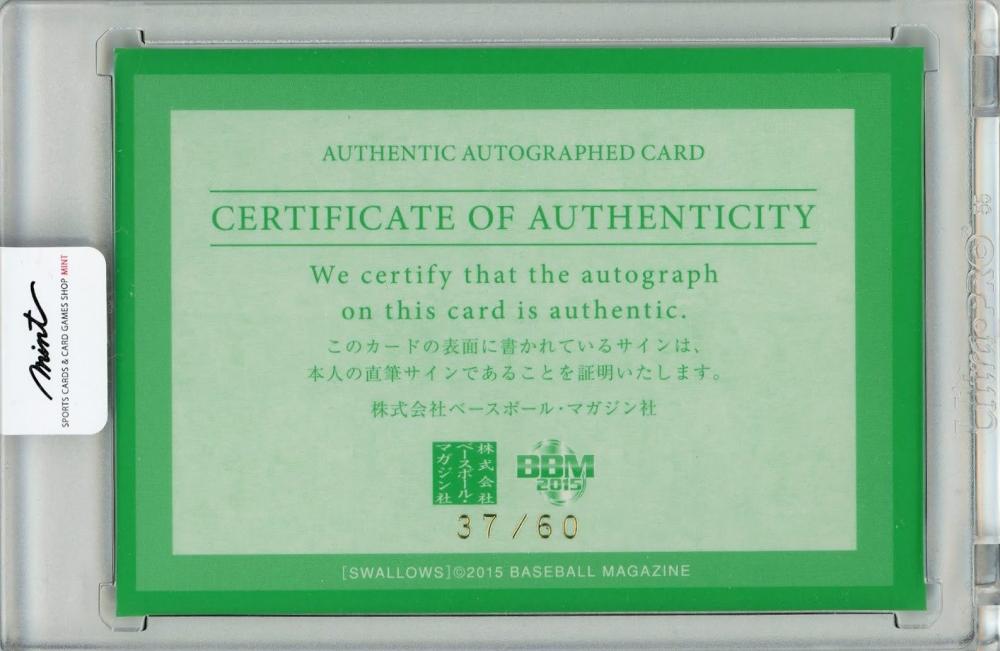 AUTHENTIC AUTOGRAPHED CARD
CERTIFICATE OF AUTHENTICITY
We certify that the autograph
on this card is authentic.
このカードの表面に書かれているサインは、
本人の直筆サインであることを証明いたします。
株式会社ベースボール・マガジン社
株式会社
ベースボール・
マガジン社
BBM
2015
37/60
[SWALLOWS]©2015 BASEBALL MAGAZINE
mint
SPORTS CARDS & CARD GAMES SHOP MINT